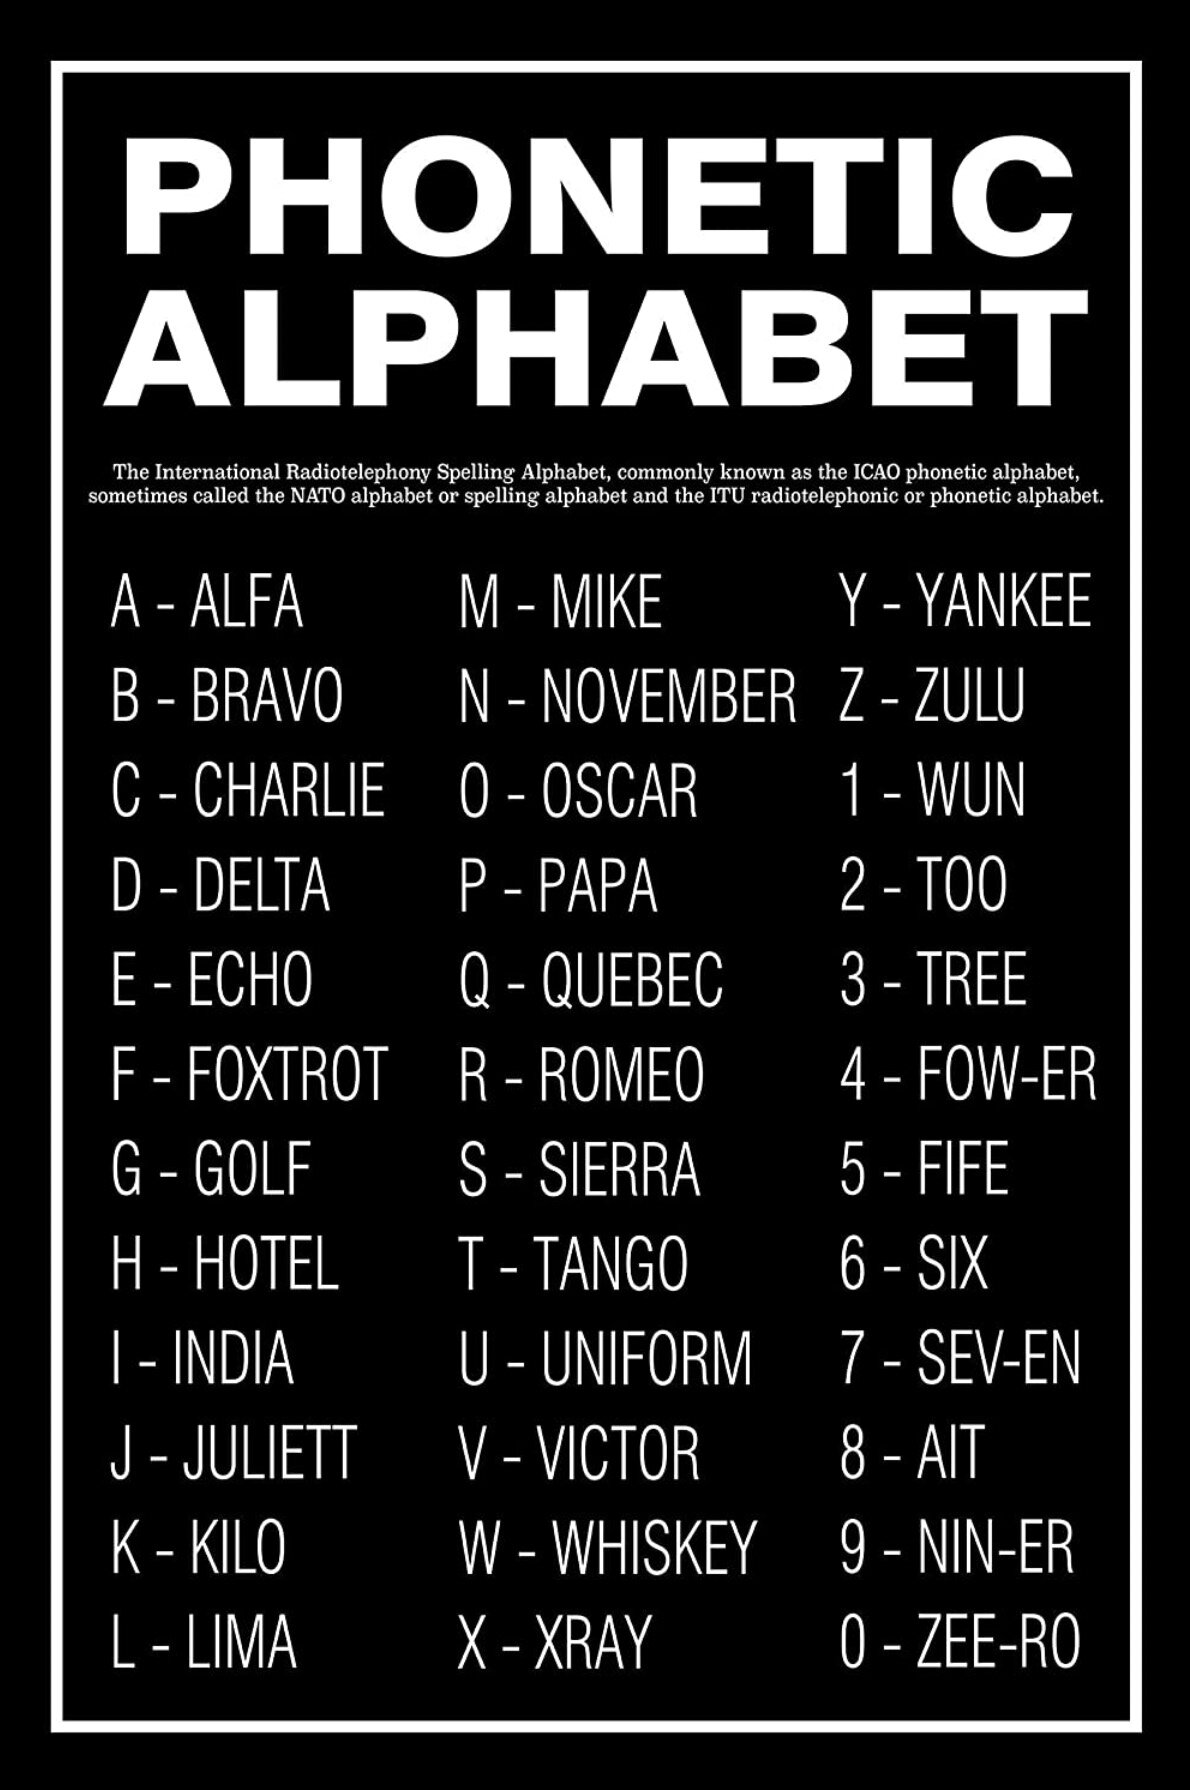 PHONETIC
ALPHABET
The International Radiotelephony Spelling Alphabet, commonly known as the ICAO phonetic alphabet,
sometimes called the NATO alphabet or spelling alphabet and the ITU radiotelephonic or phonetic alphabet.
A - ALFA
B - BRAVO
C - CHARLIE
D - DELTA
E - ECHO
F - FOXTROT
G - GOLF
H - HOTEL
I - INDIA
J - JULIETT
K - KILO
L - LIMA
M - MIKE
N - NOVEMBER
O - OSCAR
P - PAPA
Q - QUEBEC
R - ROMEO
S - SIERRA
T - TANGO
U - UNIFORM
V - VICTOR
W - WHISKEY
X - XRAY
Y - YANKEE
Z - ZULU
1 - WUN
2 - TOO
3 - TREE
4 - FOW-ER
5 - FIFE
6 - SIX
7 - SEV-EN
8 - AIT
9 - NIN-ER
0 - ZEE-RO